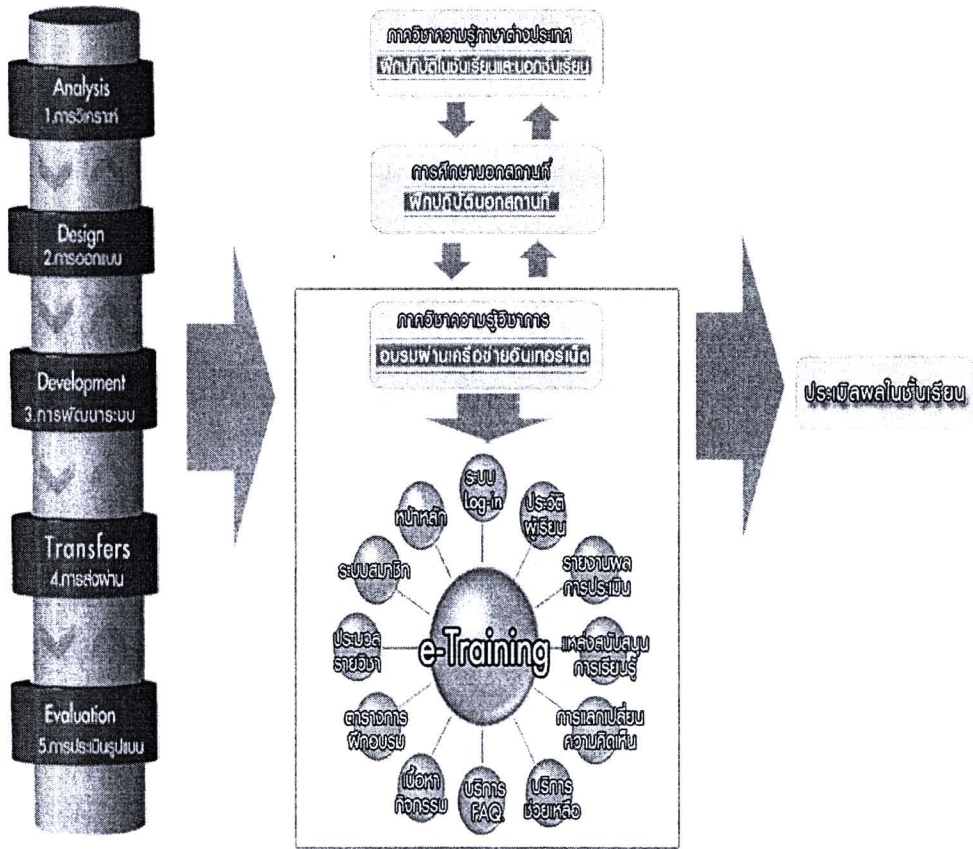 Analysis
1.การวิเคราะห์
Design
2.การออกแบบ
Development
3.การพัฒนาระบบ
Transfers
4.การส่งผ่าน
Evaluation
5.การประเมินรูปแบบ
ภาควิชาความรู้ภาษาต่างประเทศ
ฝึกปฏิบัติในชั้นเรียนและนอกชั้นเรียน
การศึกษานอกสถานที่
ฝึกปฏิบัตินอกสถานที่
ภาควิชาความรู้วิชาการ
อบรมผ่านเครือข่ายอินเทอร์เน็ต
ระบบ
Log-in
ประวัติ
ผู้เรียน
รายงานผล
การประเมิน
แหล่งสนับสนุน
การเรียนรู้
การแลกเปลี่ยน
ความคิดเห็น
บริการ
ช่วยเหลือ
บริการ
FAQ.
เนื้อหา
กิจกรรม
ตารางการ
ฝึกอบรม
ประมวล
รายวิชา
ระบบสมาชิก
หน้าหลัก
e-Training
ประเมิลผลในชั้นเรียน